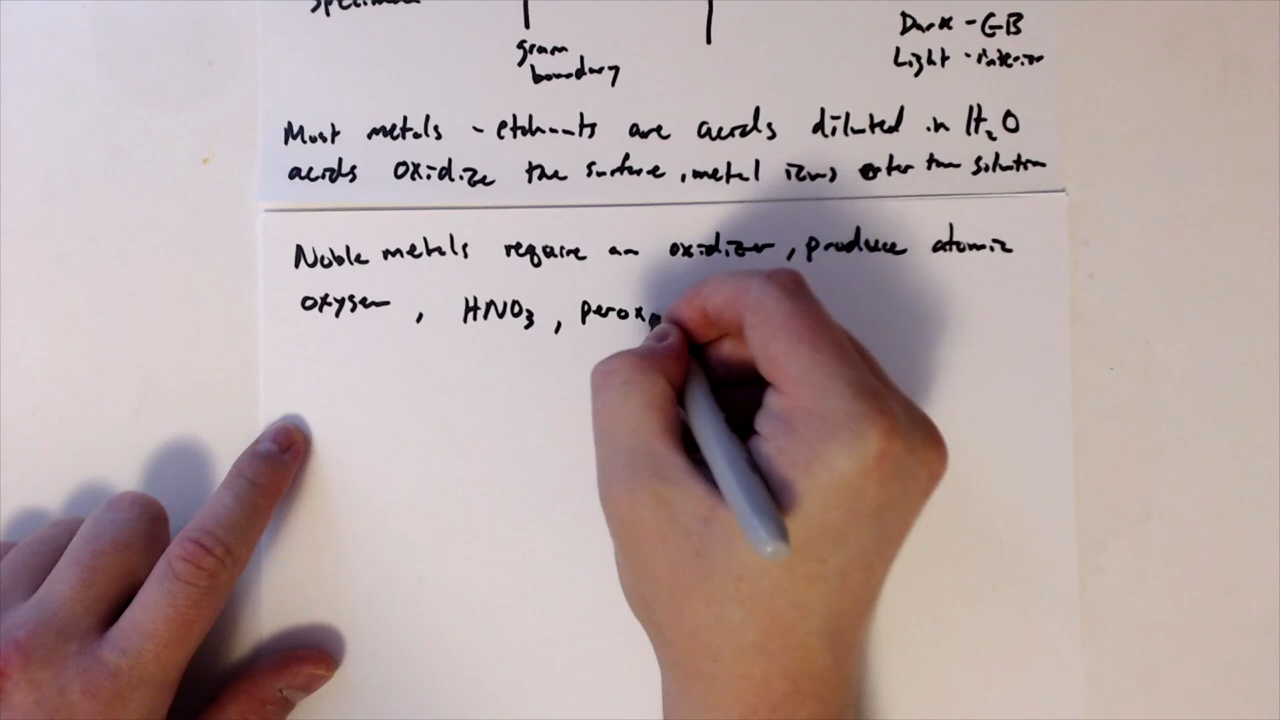 specimen
Dark - GB
grain
Light - interior
boundary
Most metals - etchants are acids diluted in H₂O
acids oxidize the surface, metal ions enter the solution
Noble metals require an oxidizer, produce atomic
oxygen, HNO₃, perox